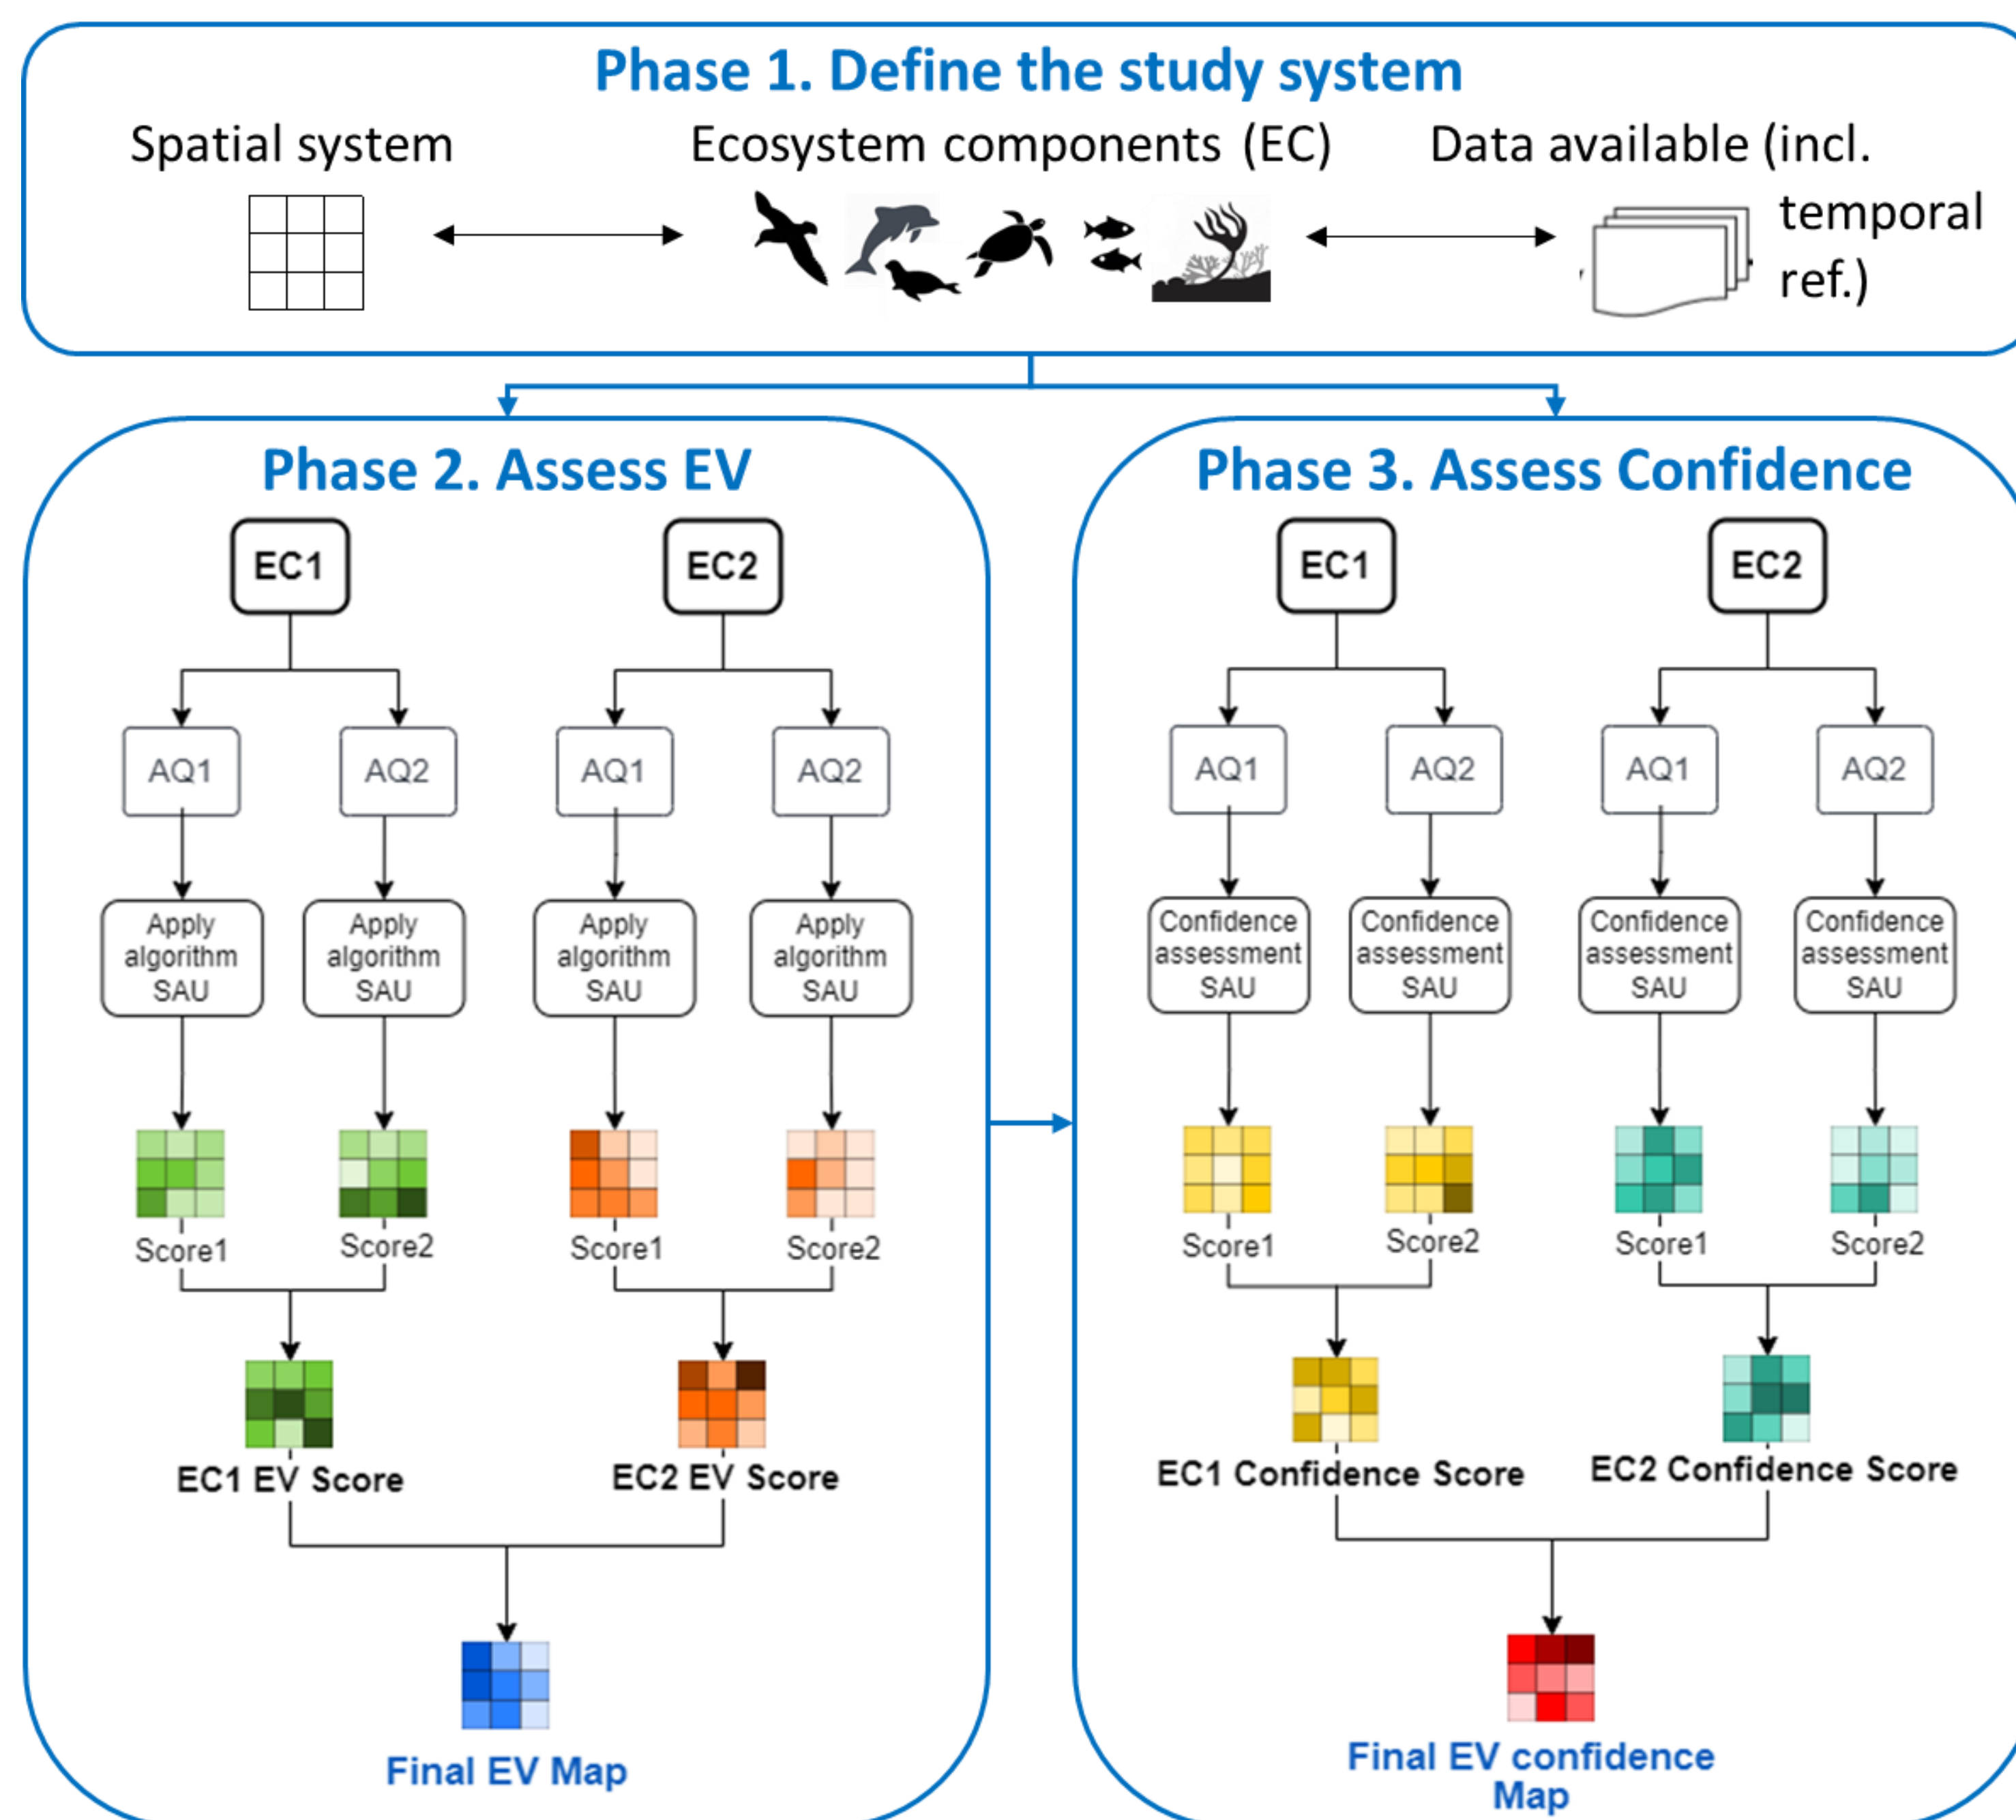 Phase 1. Define the study system
Spatial system
Ecosystem components (EC)
Data available (incl.
temporal
ref.)
Phase 2. Assess EV
EC1
EC2
AQ1
AQ2
AQ1
AQ2
Apply
algorithm
SAU
Apply
algorithm
SAU
Apply
algorithm
SAU
Apply
algorithm
SAU
Score1
Score2
Score1
Score2
EC1 EV Score
EC2 EV Score
Final EV Map
Phase 3. Assess Confidence
EC1
EC2
AQ1
AQ2
AQ1
AQ2
Confidence
assessment
SAU
Confidence
assessment
SAU
Confidence
assessment
SAU
Confidence
assessment
SAU
Score1
Score2
Score1
Score2
EC1 Confidence Score
EC2 Confidence Score
Final EV confidence
Map